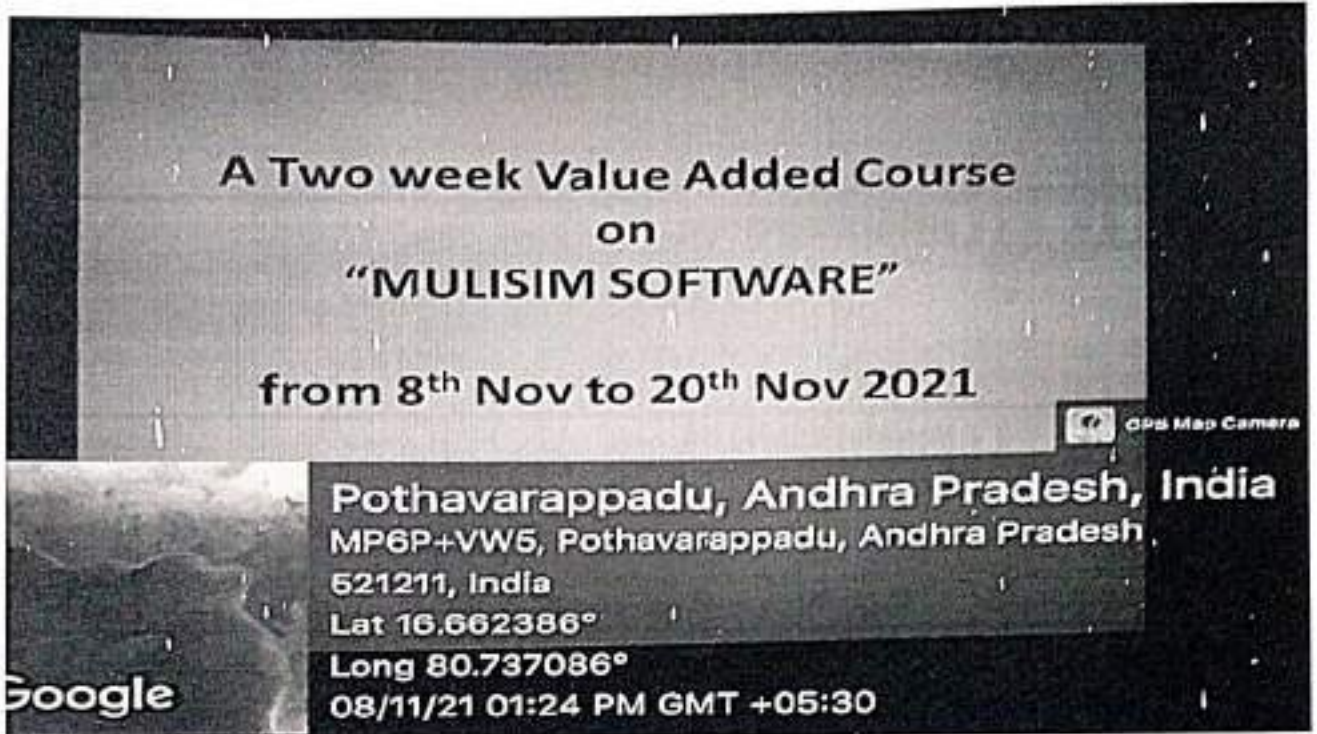 A Two week Value Added Course
on
“MULISIM SOFTWARE”
from 8th Nov to 20th Nov 2021
GPS Map Camera
Pothavarappadu, Andhra Pradesh, India
MP6P+VW5, Pothavarappadu, Andhra Pradesh
521211, India
Lat 16.662386°
Long 80.737086°
08/11/21 01:24 PM GMT +05:30
Google